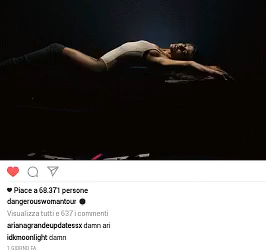 Piace a 68.371 persone
dangerouswomantour
Visualizza tutti e 637 i commenti
arianagrandeupdatessx damn ari
idkmoonlight damn
1 GIORNO FA